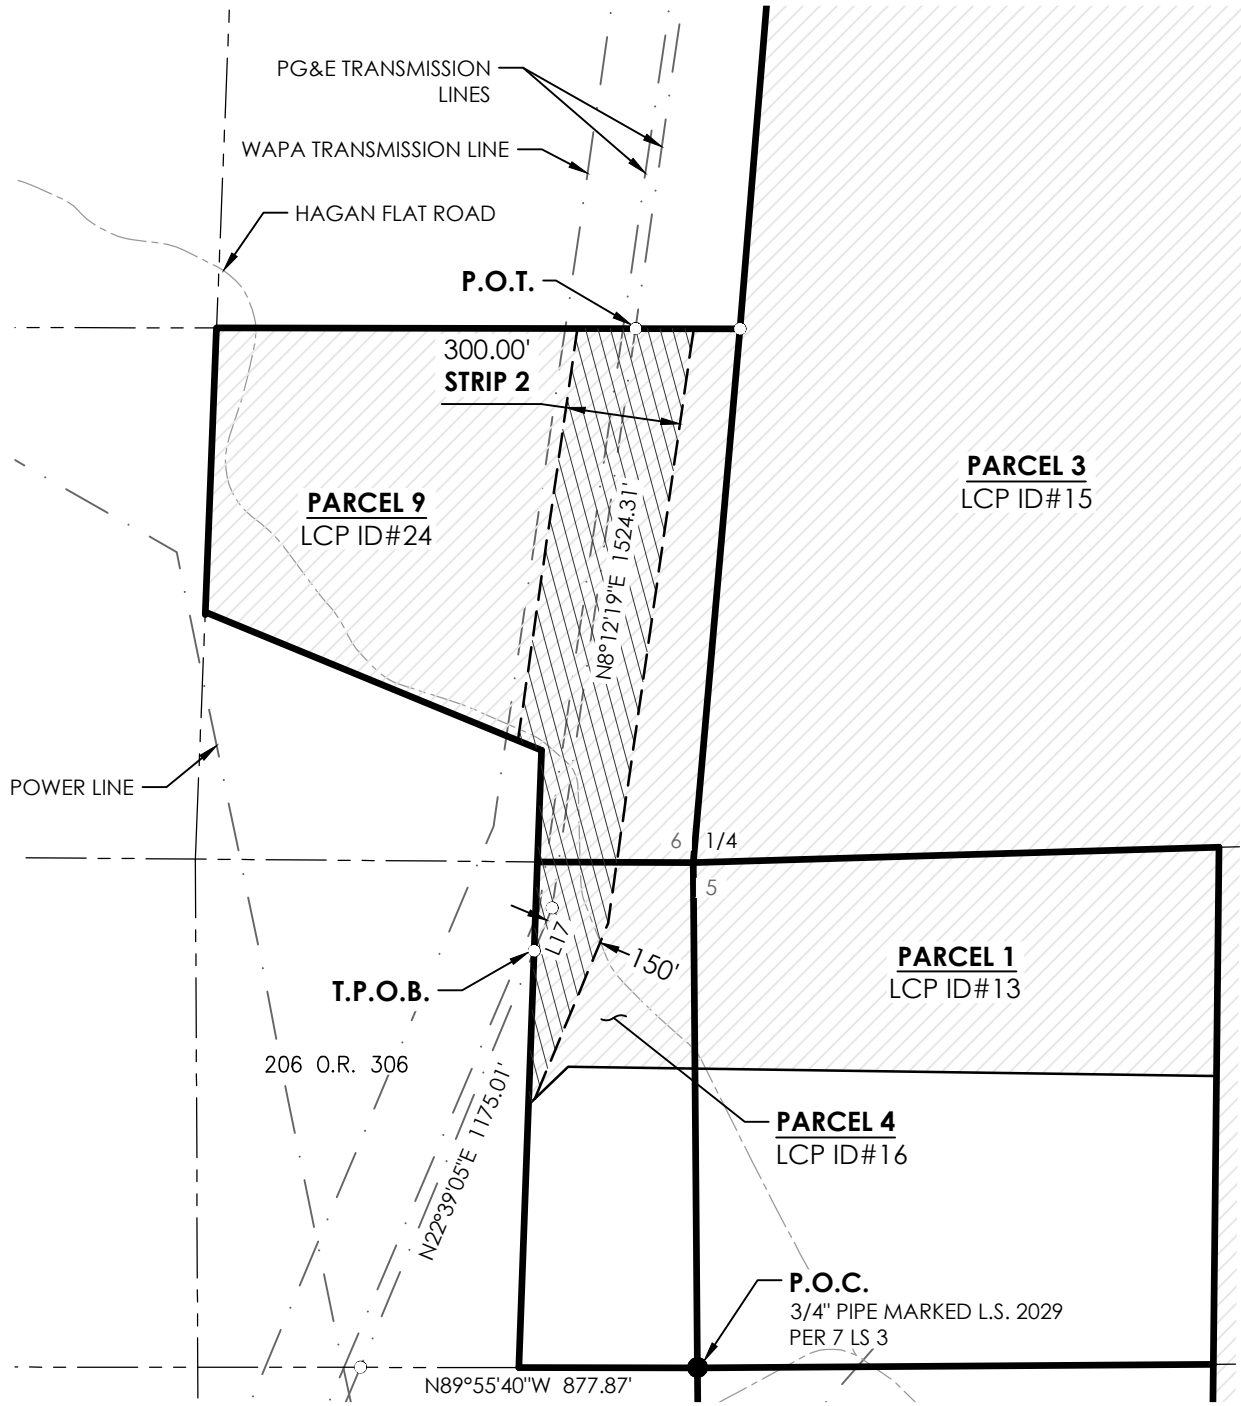 PG&E TRANSMISSION
LINES
WAPA TRANSMISSION LINE
HAGAN FLAT ROAD
P.O.T.
300.00'
STRIP 2
PARCEL 3
LCP ID#15
PARCEL 9
LCP ID#24
N8°12'19"E 1524.31'
POWER LINE
6 1/4
5
L17
150'
PARCEL 1
LCP ID#13
T.P.O.B.
206 O.R. 306
N22°39'05"E 1175.01'
PARCEL 4
LCP ID#16
P.O.C.
3/4" PIPE MARKED L.S. 2029
PER 7 LS 3
N89°55'40"W 877.87'